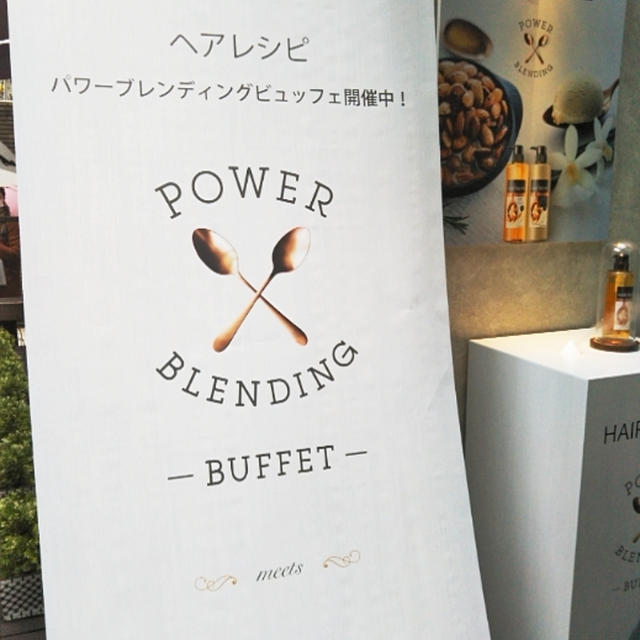 ヘアレシピ
パワーブレンディングビュッフェ開催中！
POWER
BLENDING
— BUFFET —
meets
POWER
BLENDING
HAIR